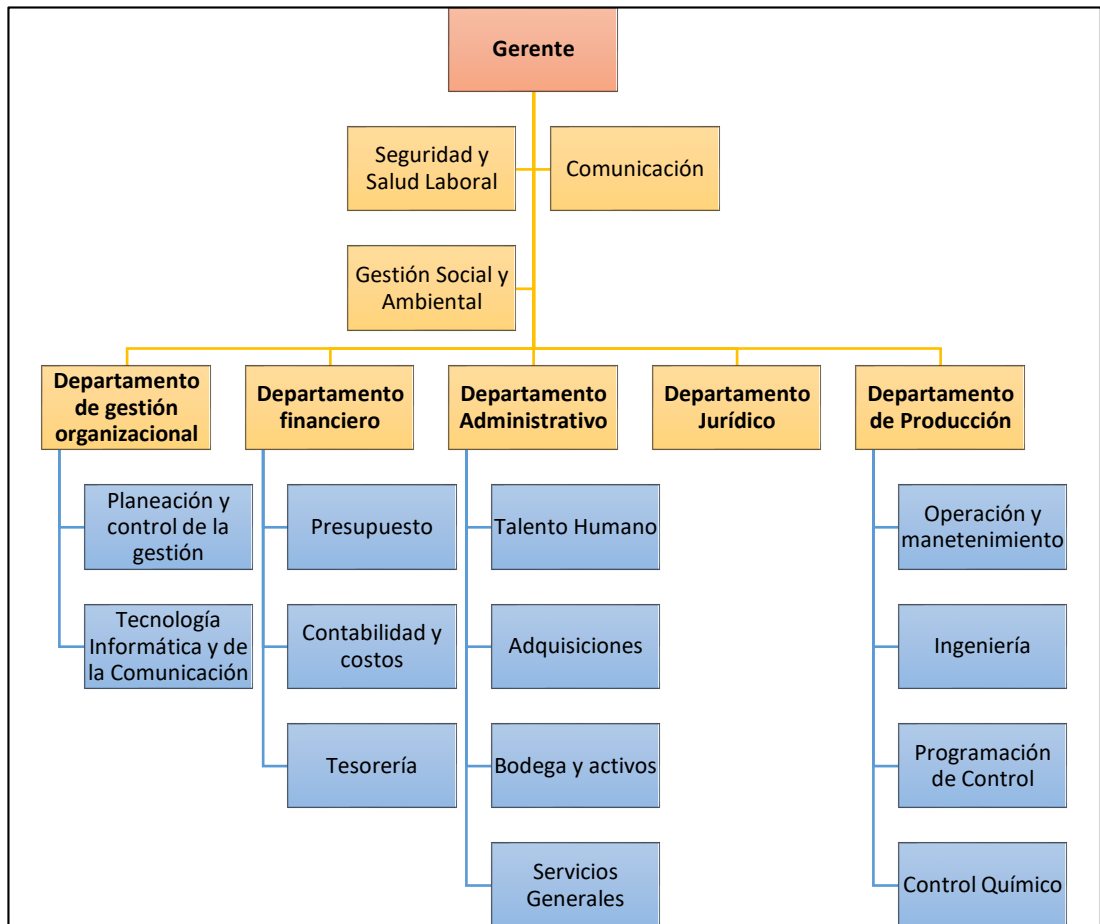 Gerente
Seguridad y
Salud Laboral
Comunicación
Gestión Social y
Ambiental
Departamento
de gestión
organizacional
Departamento
financiero
Departamento
Administrativo
Departamento
Jurídico
Departamento
de Producción
Planeación y
control de la
gestión
Presupuesto
Talento Humano
Operación y
manetenimiento
Tecnología
Informática y de
la Comunicación
Contabilidad y
costos
Adquisiciones
Ingeniería
Tesorería
Bodega y activos
Programación
de Control
Servicios
Generales
Control Químico